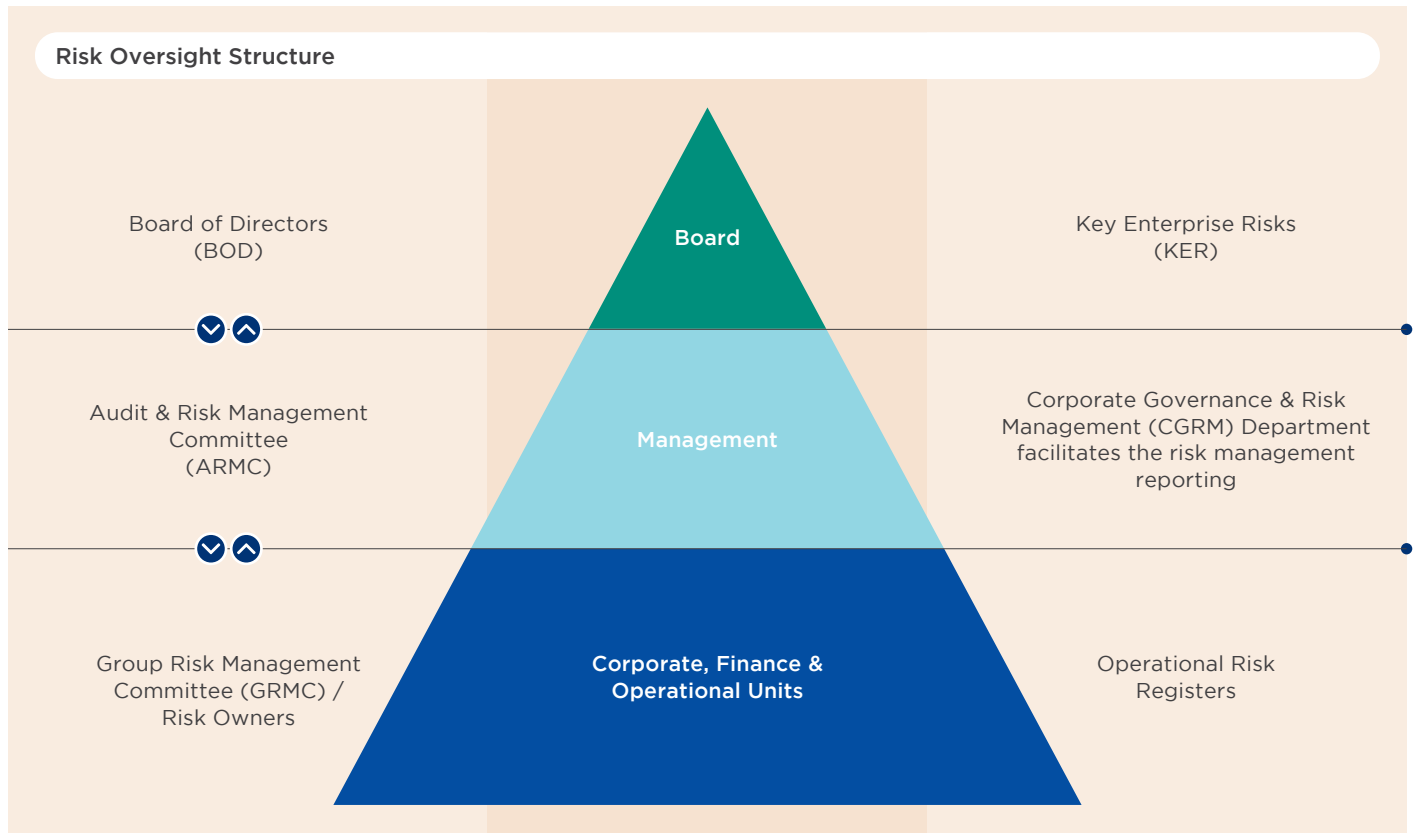 Risk Oversight Structure
Board of Directors
(BOD)
Board
Key Enterprise Risks
(KER)
Audit & Risk Management
Committee
(ARMC)
Management
Corporate Governance & Risk
Management (CGRM) Department
facilitates the risk management
reporting
Group Risk Management
Committee (GRMC) /
Risk Owners
Corporate, Finance &
Operational Units
Operational Risk
Registers